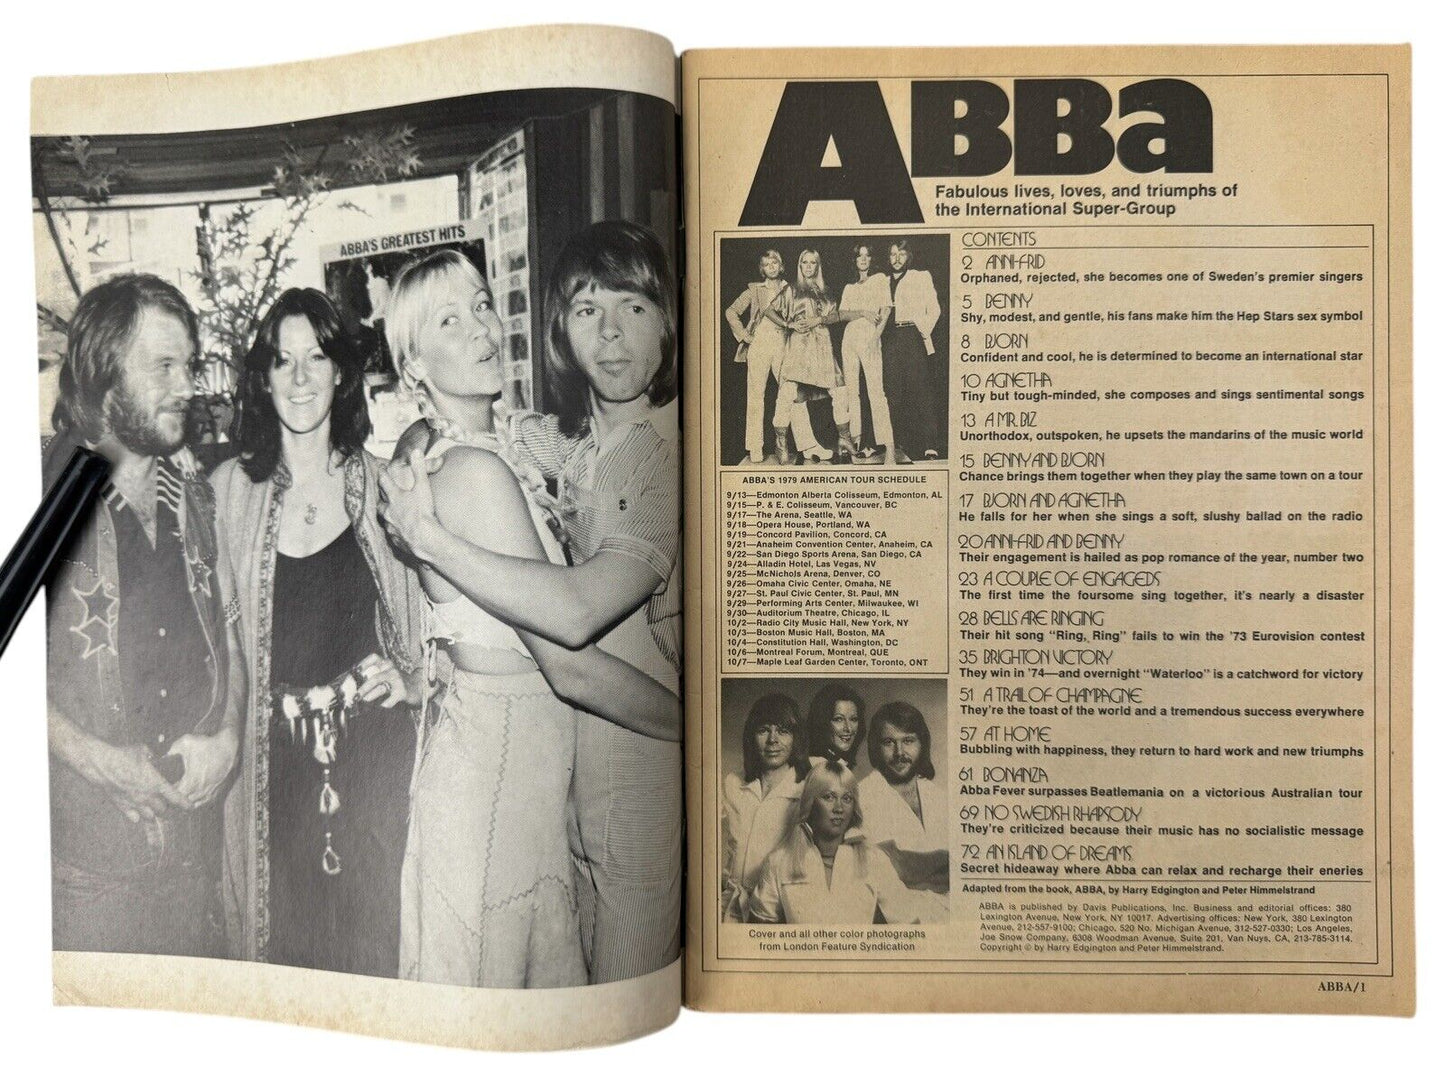 ABBA'S GREATEST HITS
ABBa
Fabulous lives, loves, and triumphs of
the International Super-Group
ABBA'S 1979 AMERICAN TOUR SCHEDULE
9/13—Edmonton Alberta Colisseum, Edmonton, AL
9/15—P. & E. Colisseum, Vancouver, BC
9/17—The Arena, Seattle, WA
9/18—Opera House, Portland, WA
9/19—Concord Pavilion, Concord, CA
9/21—Anaheim Convention Center, Anaheim, CA
9/22—San Diego Sports Arena, San Diego, CA
9/24—Alladin Hotel, Las Vegas, NV
9/25—McNichols Arena, Denver, CO
9/26—Omaha Civic Center, Omaha, NE
9/27—St. Paul Civic Center, St. Paul, MN
9/29—Performing Arts Center, Milwaukee, WI
9/30—Auditorium Theatre, Chicago, IL
10/2—Radio City Music Hall, New York, NY
10/3—Boston Music Hall, Boston, MA
10/4—Constitution Hall, Washington, DC
10/6—Montreal Forum, Montreal, QUE
10/7—Maple Leaf Garden Center, Toronto, ONT
Cover and all other color photographs
from London Feature Syndication
CONTENTS
2 ANNI-FRID
Orphaned, rejected, she becomes one of Sweden's premier singers
5 BENNY
Shy, modest, and gentle, his fans make him the Hep Stars sex symbol
8 BJORN
Confident and cool, he is determined to become an international star
10 AGNETHA
Tiny but tough-minded, she composes and sings sentimental songs
13 A MR. BIZ
Unorthodox, outspoken, he upsets the mandarins of the music world
15 BENNY AND BJORN
Chance brings them together when they play the same town on a tour
17 BJORN AND AGNETHA
He falls for her when she sings a soft, slushy ballad on the radio
20 ANNI-FRID AND BENNY
Their engagement is hailed as pop romance of the year, number two
23 A COUPLE OF ENGAGEDS
The first time the foursome sing together, it's nearly a disaster
28 BELLS ARE RINGING
Their hit song "Ring, Ring" fails to win the '73 Eurovision contest
35 BRIGHTON VICTORY
They win in '74—and overnight "Waterloo" is a catchword for victory
51 A TRAIL OF CHAMPAGNE
They're the toast of the world and a tremendous success everywhere
57 AT HOME
Bubbling with happiness, they return to hard work and new triumphs
61 BONANZA
Abba Fever surpasses Beatlemania on a victorious Australian tour
69 NO SWEDISH RHAPSODY
They're criticized because their music has no socialistic message
72 AN ISLAND OF DREAMS
Secret hideaway where Abba can relax and recharge their eneries
Adapted from the book, ABBA, by Harry Edgington and Peter Himmelstrand
ABBA is published by Davis Publications, Inc. Business and editorial offices: 380
Lexington Avenue, New York, NY 10017. Advertising offices: New York, 380 Lexington
Avenue, 212-557-9100; Chicago, 520 No. Michigan Avenue, 312-527-0330; Los Angeles,
Joe Snow Company, 6308 Woodman Avenue, Suite 201, Van Nuys, CA, 213-785-3114.
Copyright © by Harry Edgington and Peter Himmelstrand.
ABBA/1